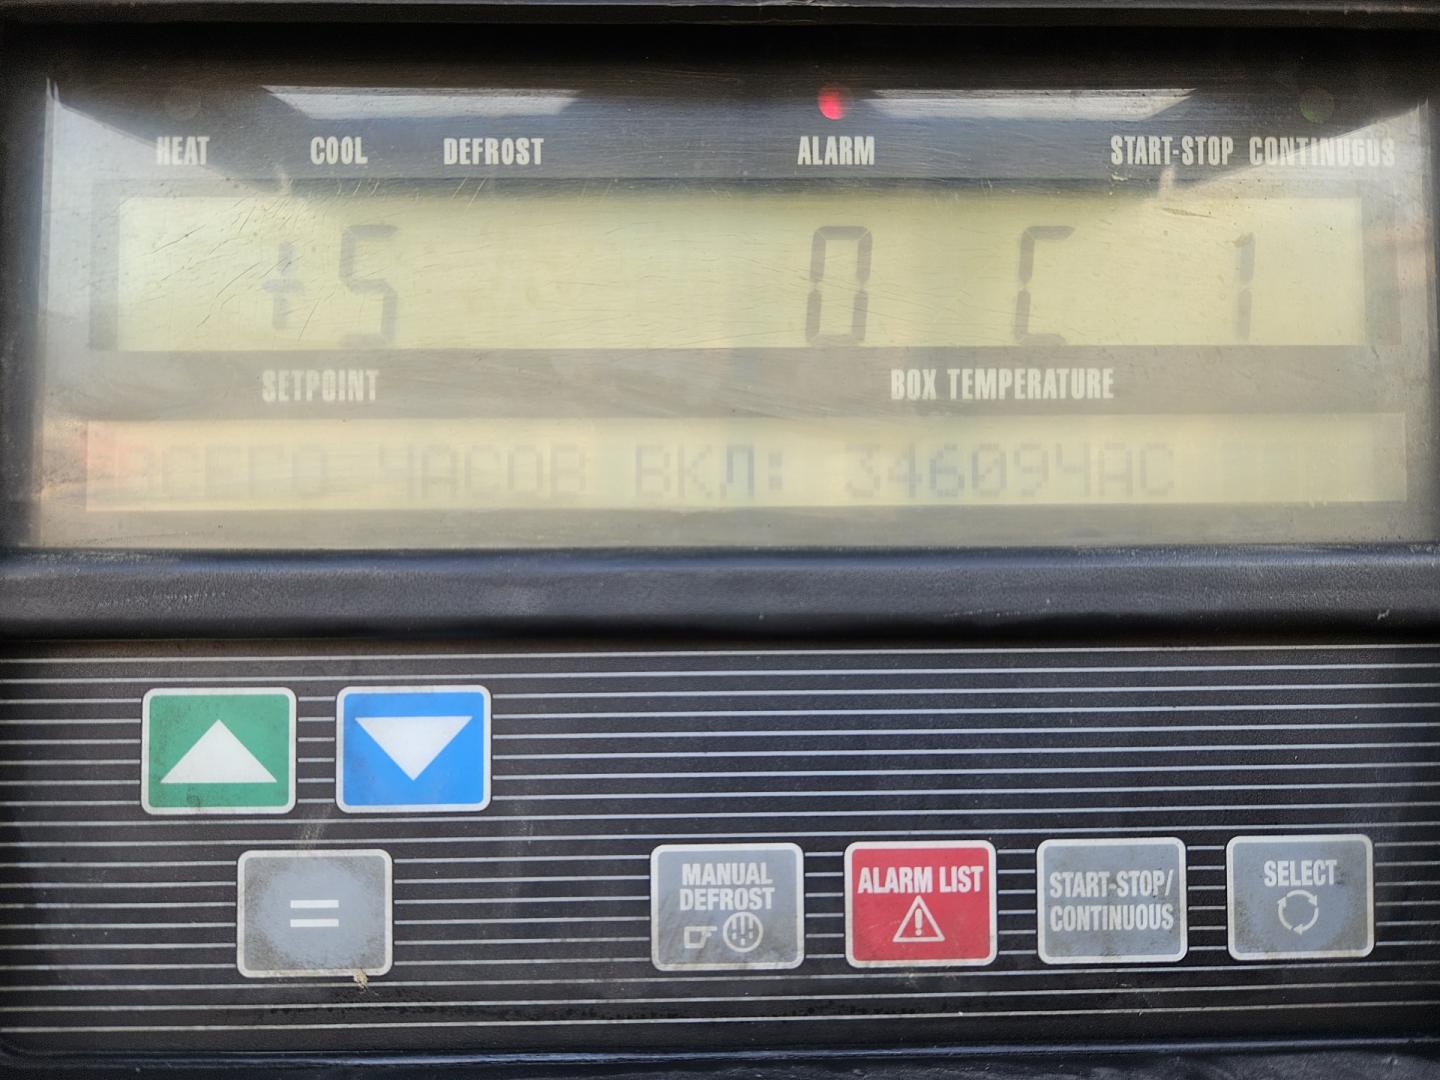 HEAT COOL DEFROST ALARM START-STOP CONTINUOUS
+5 0 C 1
SETPOINT BOX TEMPERATURE
ВСЕГО ЧАСОВ ВКЛ: 34609ЧАС
MANUAL DEFROST
ALARM LIST
START-STOP/
CONTINUOUS
SELECT